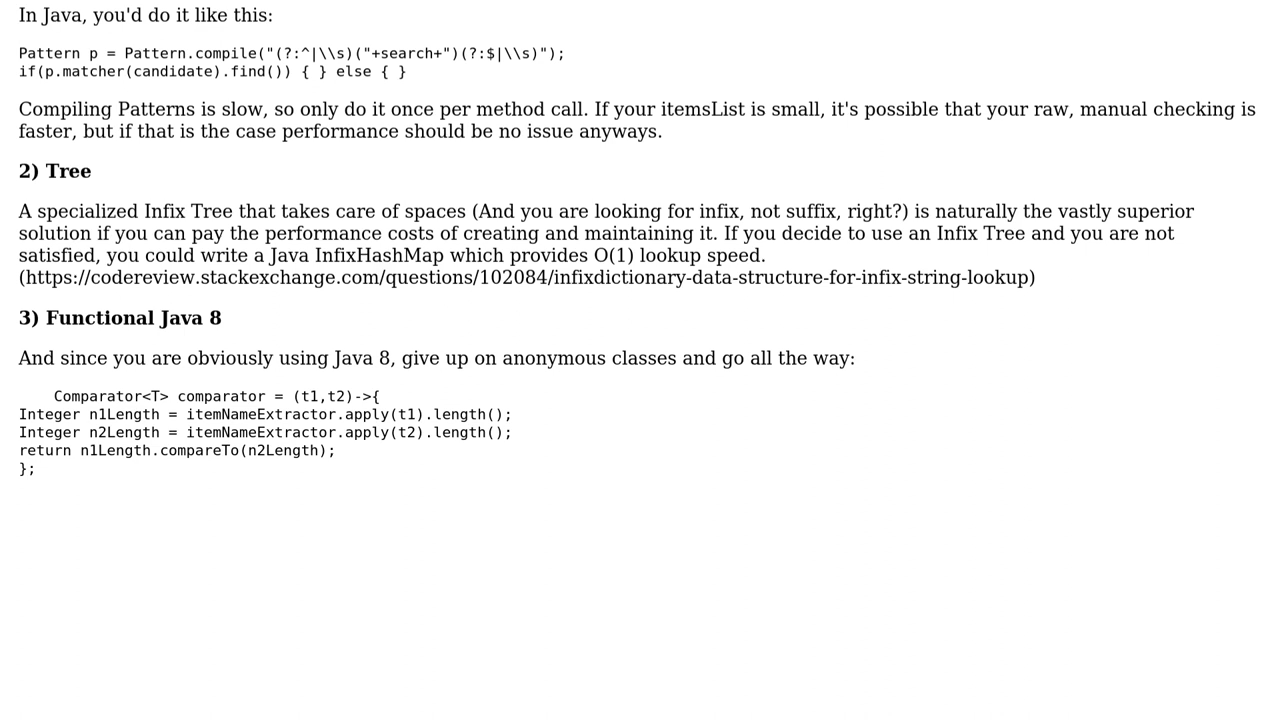 In Java, you'd do it like this:
Pattern p = Pattern.compile("(?:^|\\s)("+search+")(?:$|\\s)");
if(p.matcher(candidate).find()) { } else { }
Compiling Patterns is slow, so only do it once per method call. If your itemsList is small, it's possible that your raw, manual checking is
faster, but if that is the case performance should be no issue anyways.
2) Tree
A specialized Infix Tree that takes care of spaces (And you are looking for infix, not suffix, right?) is naturally the vastly superior
solution if you can pay the performance costs of creating and maintaining it. If you decide to use an Infix Tree and you are not
satisfied, you could write a Java InfixHashMap which provides O(1) lookup speed.
(https://codereview.stackexchange.com/questions/102084/infixdictionary-data-structure-for-infix-string-lookup)
3) Functional Java 8
And since you are obviously using Java 8, give up on anonymous classes and go all the way:
    Comparator<T> comparator = (t1,t2)->{
Integer n1Length = itemNameExtractor.apply(t1).length();
Integer n2Length = itemNameExtractor.apply(t2).length();
return n1Length.compareTo(n2Length);
};